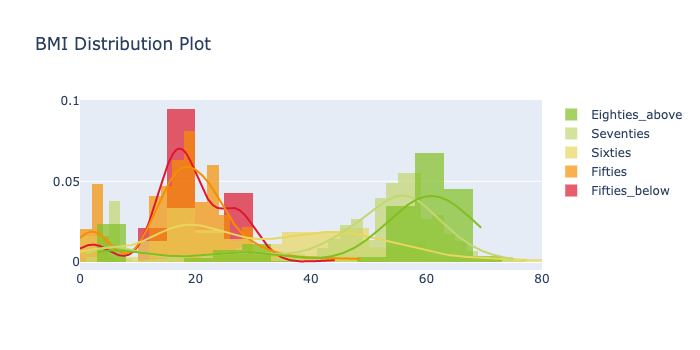 BMI Distribution Plot
0.1
0.05
0
0
20
40
60
80
Eighties_above
Seventies
Sixties
Fifties
Fifties_below